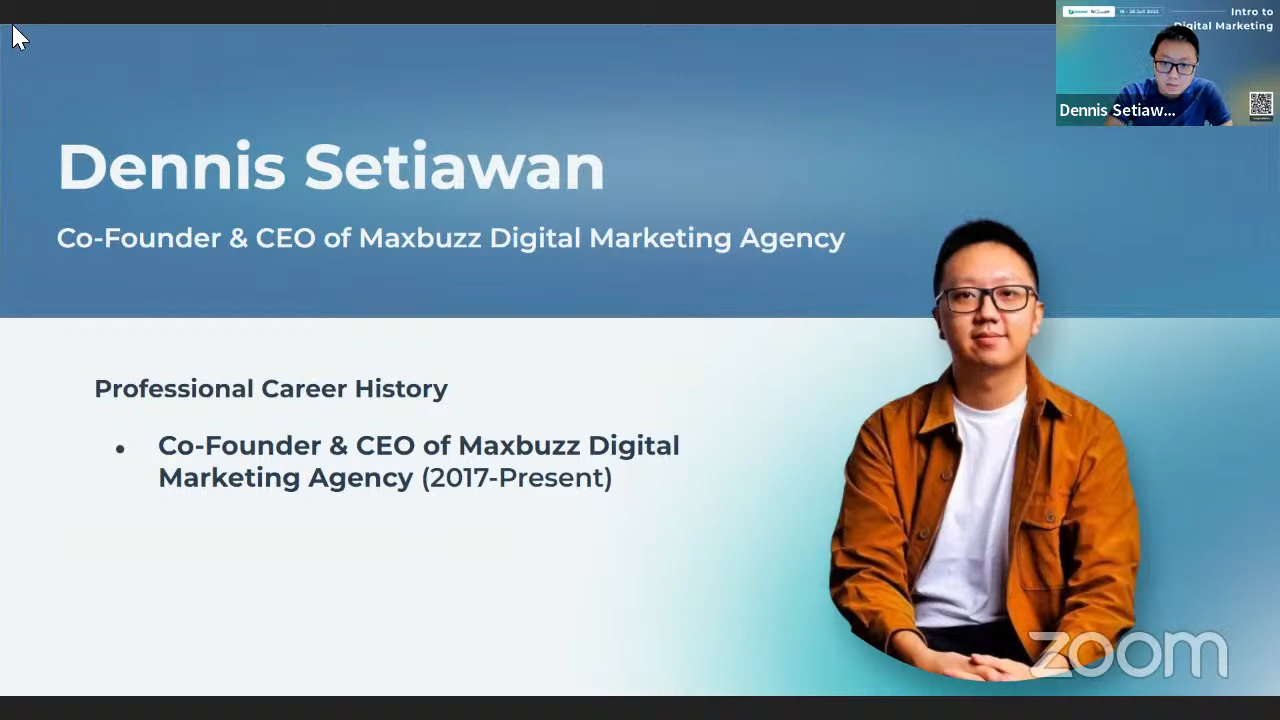 Intro to
Digital Marketing
Dennis Setiaw...
Dennis Setiawan
Co-Founder & CEO of Maxbuzz Digital Marketing Agency
Professional Career History
• Co-Founder & CEO of Maxbuzz Digital
Marketing Agency (2017-Present)
zoom